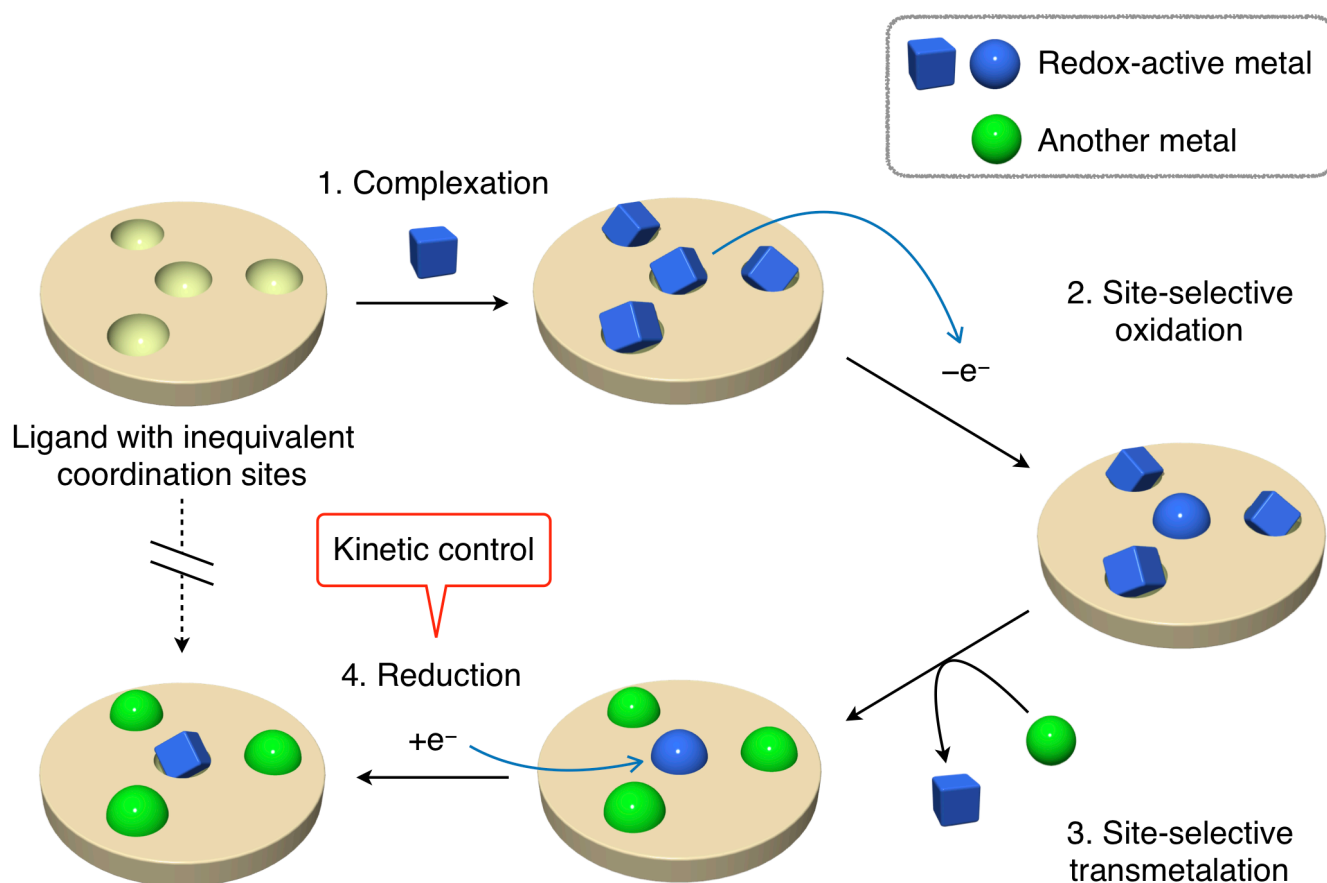 Redox-active metal
Another metal
1. Complexation
2. Site-selective
oxidation
–e⁻
Ligand with inequivalent
coordination sites
Kinetic control
4. Reduction
+e⁻
3. Site-selective
transmetalation